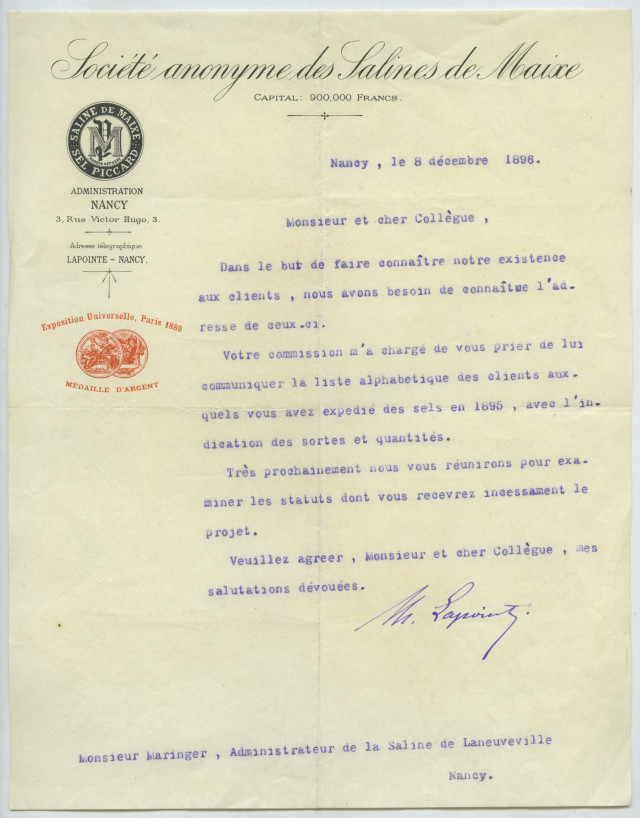 Société anonyme des Salines de Maixe
CAPITAL: 900,000 FRANCS.
SALINE DE MAIXE
SEL PICCARD
ADMINISTRATION
NANCY
3, Rue Victor Hugo, 3.
Adresse télégraphique
LAPOINTE - NANCY.
Exposition Universelle, Paris 1889
MÉDAILLE D'ARGENT
Nancy, le 8 décembre 1896.
Monsieur et cher Collégue,
Dans le but de faire connaître notre existence
aux clients, nous avons besoin de connaître l'ad-
resse de ceux-ci.
Votre commission m'a chargé de vous prier de lui
communiquer la liste alphabetique des clients aux-
quels vous avez expedié des sels en 1895, avec l'in-
dication des sortes et quantités.
Très prochainement nous vous réunirons pour exa-
miner les statuts dont vous recevrez incessament le
projet.
Veuillez agreer, Monsieur et cher Collègue, mes
salutations dévouées.
M. Lapointe.
Monsieur Maringer, Administrateur de la Saline de Laneuveville
Nancy.